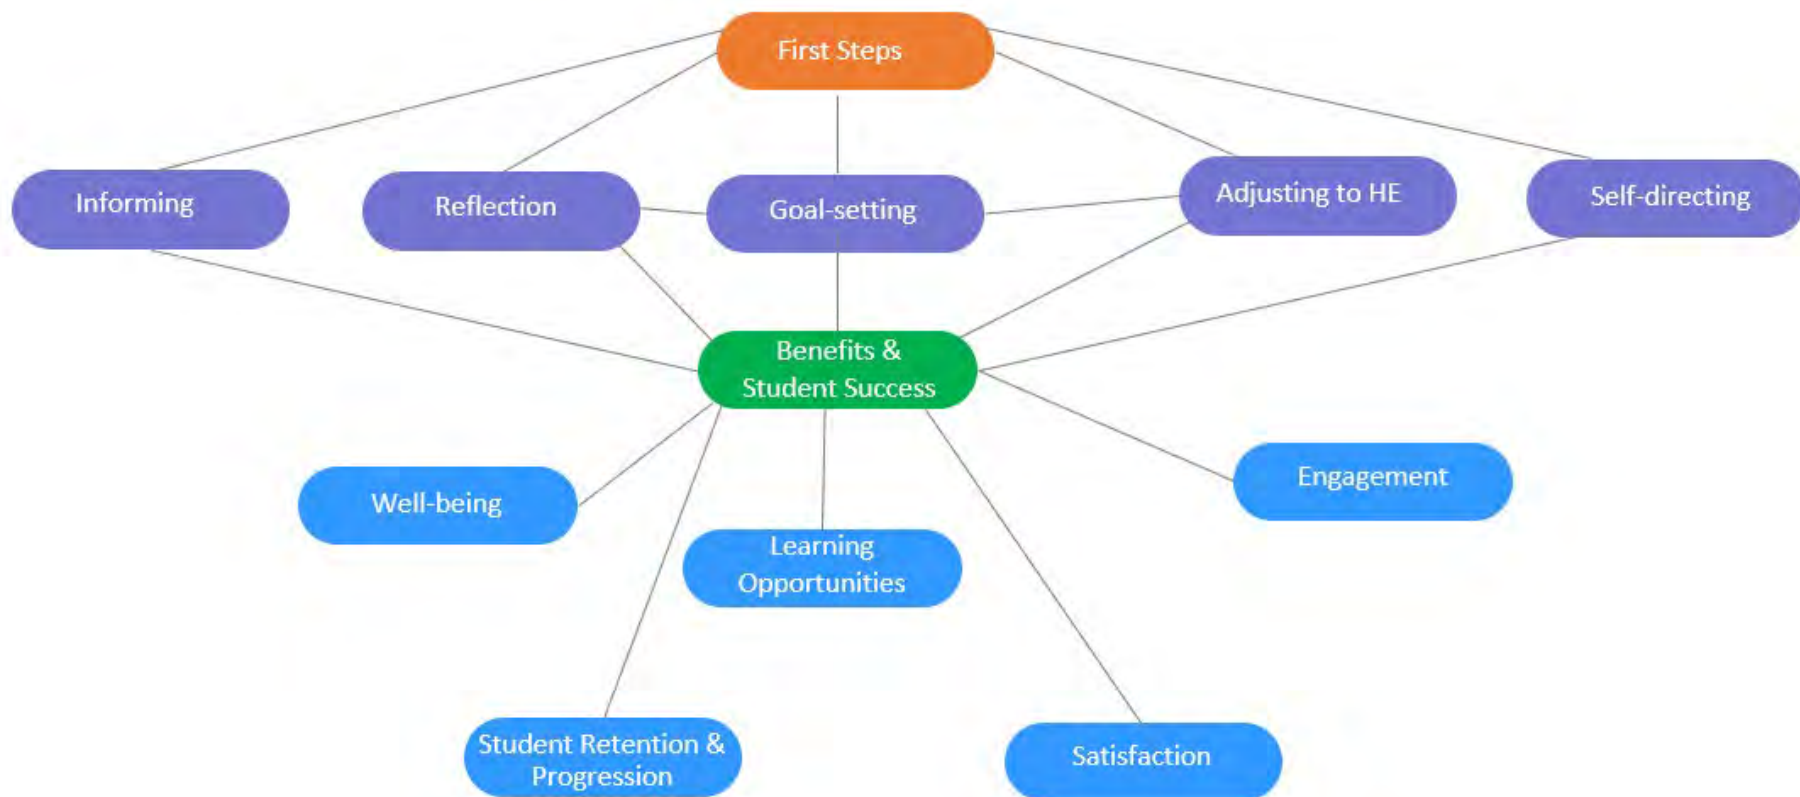 First Steps
Informing
Reflection
Goal-setting
Adjusting to HE
Self-directing
Benefits &
Student Success
Well-being
Engagement
Learning
Opportunities
Student Retention &
Progression
Satisfaction